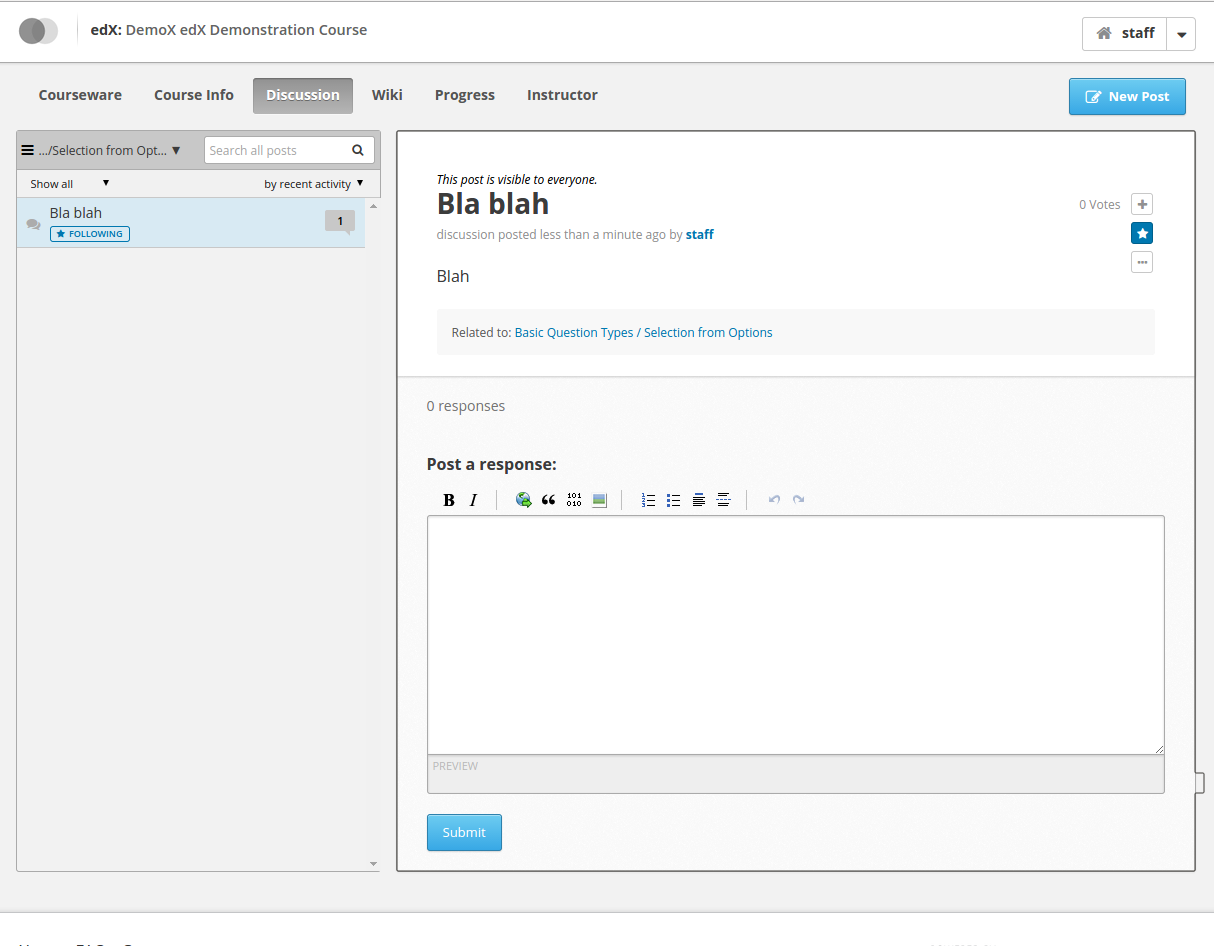 edX: DemoX edX Demonstration Course
staff
Courseware Course Info Discussion Wiki Progress Instructor
New Post
.../Selection from Opt... ▼
Search all posts
Show all ▼ by recent activity ▼
Bla blah
1
FOLLOWING
This post is visible to everyone.
Bla blah
0 Votes
discussion posted less than a minute ago by staff
Blah
Related to: Basic Question Types / Selection from Options
0 responses
Post a response:
B I
101
010
PREVIEW
Submit